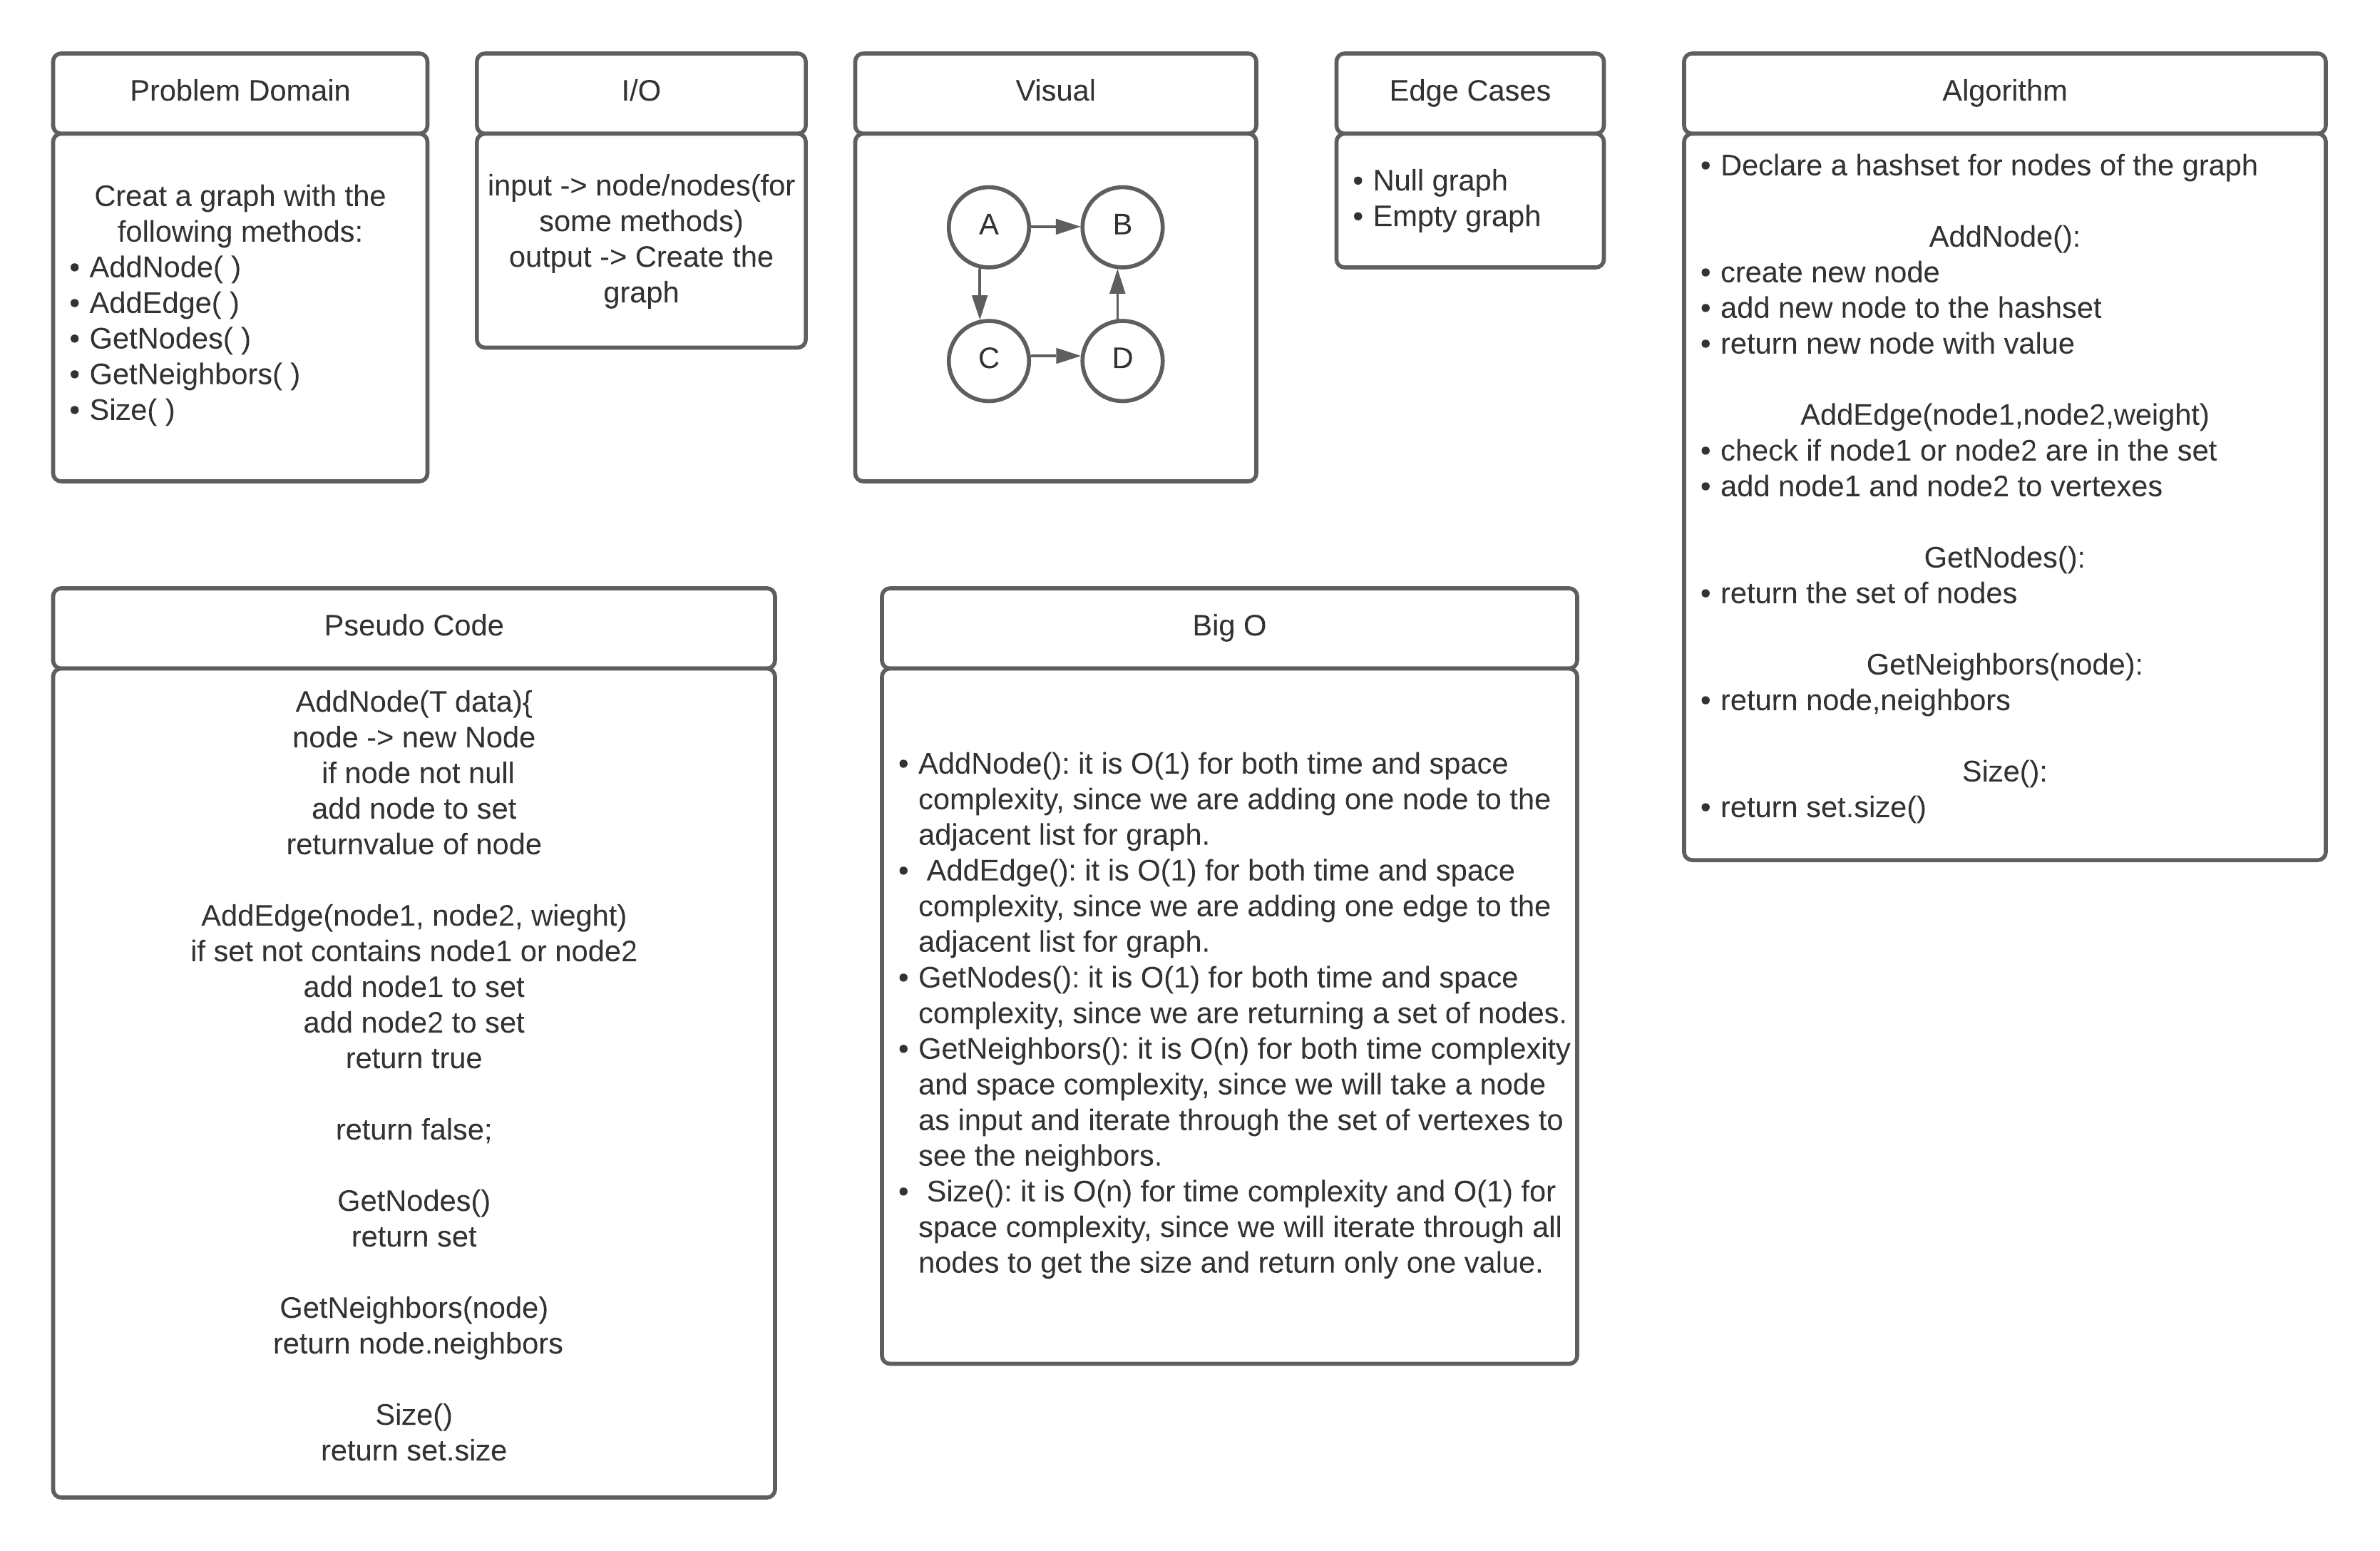 Problem Domain
Creat a graph with the
following methods:
• AddNode( )
• AddEdge( )
• GetNodes( )
• GetNeighbors( )
• Size( )
I/O
input -> node/nodes(for
some methods)
output -> Create the
graph
Visual
A
B
C
D
Edge Cases
• Null graph
• Empty graph
Algorithm
• Declare a hashset for nodes of the graph
AddNode():
• create new node
• add new node to the hashset
• return new node with value
AddEdge(node1,node2,weight)
• check if node1 or node2 are in the set
• add node1 and node2 to vertexes
GetNodes():
• return the set of nodes
GetNeighbors(node):
• return node,neighbors
Size():
• return set.size()
Pseudo Code
AddNode(T data){
node -> new Node
if node not null
add node to set
returnvalue of node
AddEdge(node1, node2, wieght)
if set not contains node1 or node2
add node1 to set
add node2 to set
return true
return false;
GetNodes()
return set
GetNeighbors(node)
return node.neighbors
Size()
return set.size
Big O
• AddNode(): it is O(1) for both time and space
complexity, since we are adding one node to the
adjacent list for graph.
• AddEdge(): it is O(1) for both time and space
complexity, since we are adding one edge to the
adjacent list for graph.
• GetNodes(): it is O(1) for both time and space
complexity, since we are returning a set of nodes.
• GetNeighbors(): it is O(n) for both time complexity
and space complexity, since we will take a node
as input and iterate through the set of vertexes to
see the neighbors.
• Size(): it is O(n) for time complexity and O(1) for
space complexity, since we will iterate through all
nodes to get the size and return only one value.